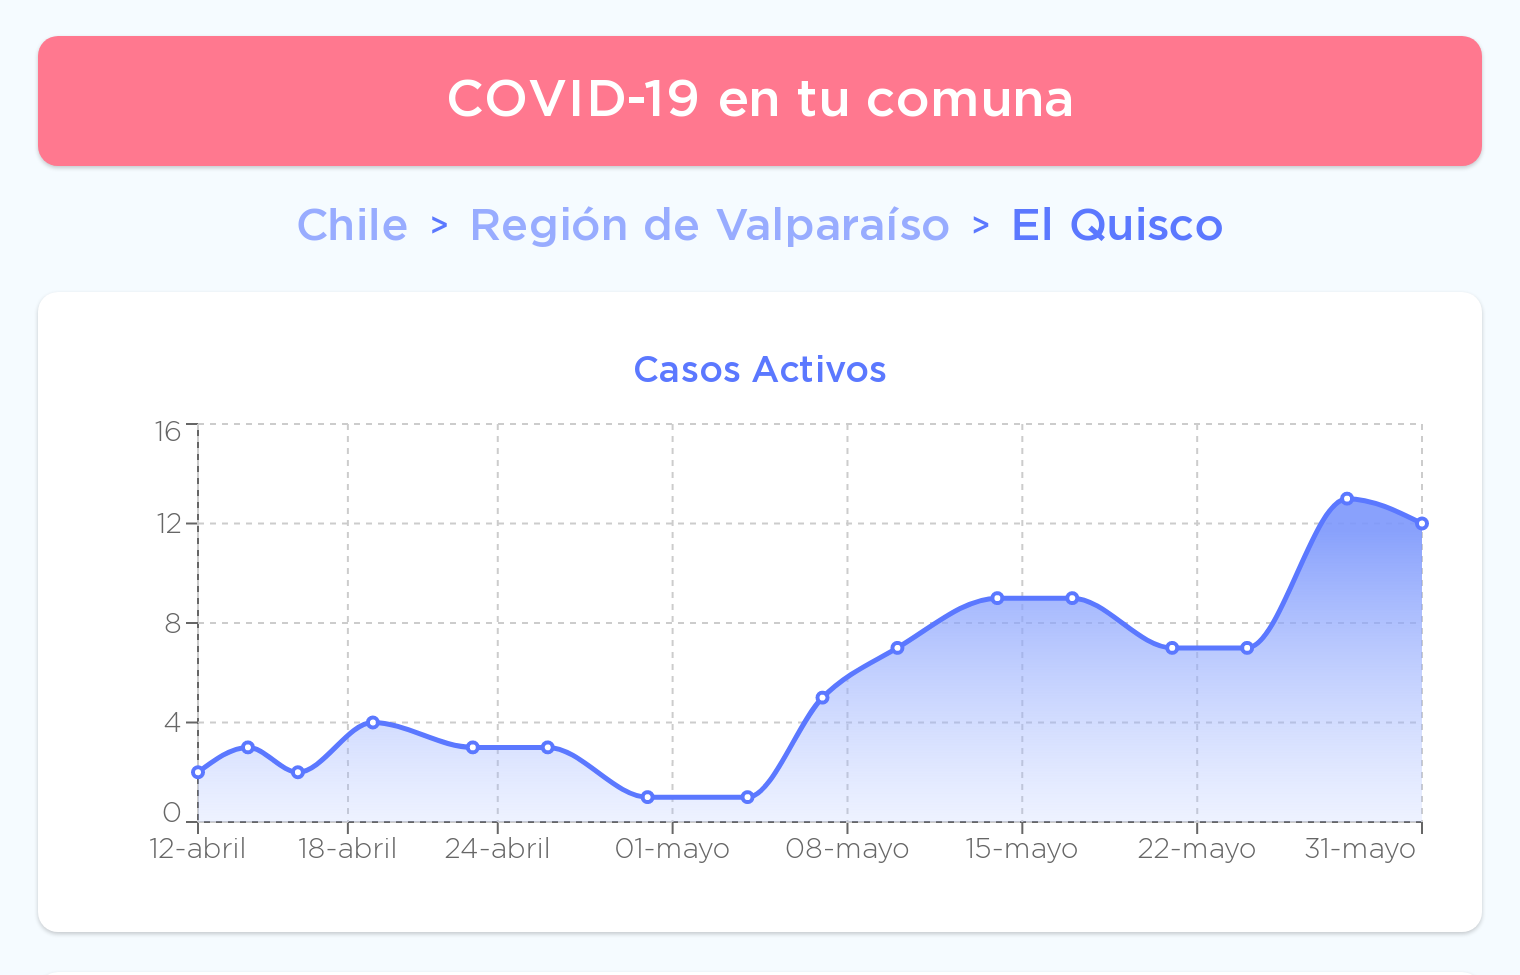 COVID-19 en tu comuna
Chile > Región de Valparaíso > El Quisco
Casos Activos
16
12
8
4
0
12-abril 18-abril 24-abril 01-mayo 08-mayo 15-mayo 22-mayo 31-mayo